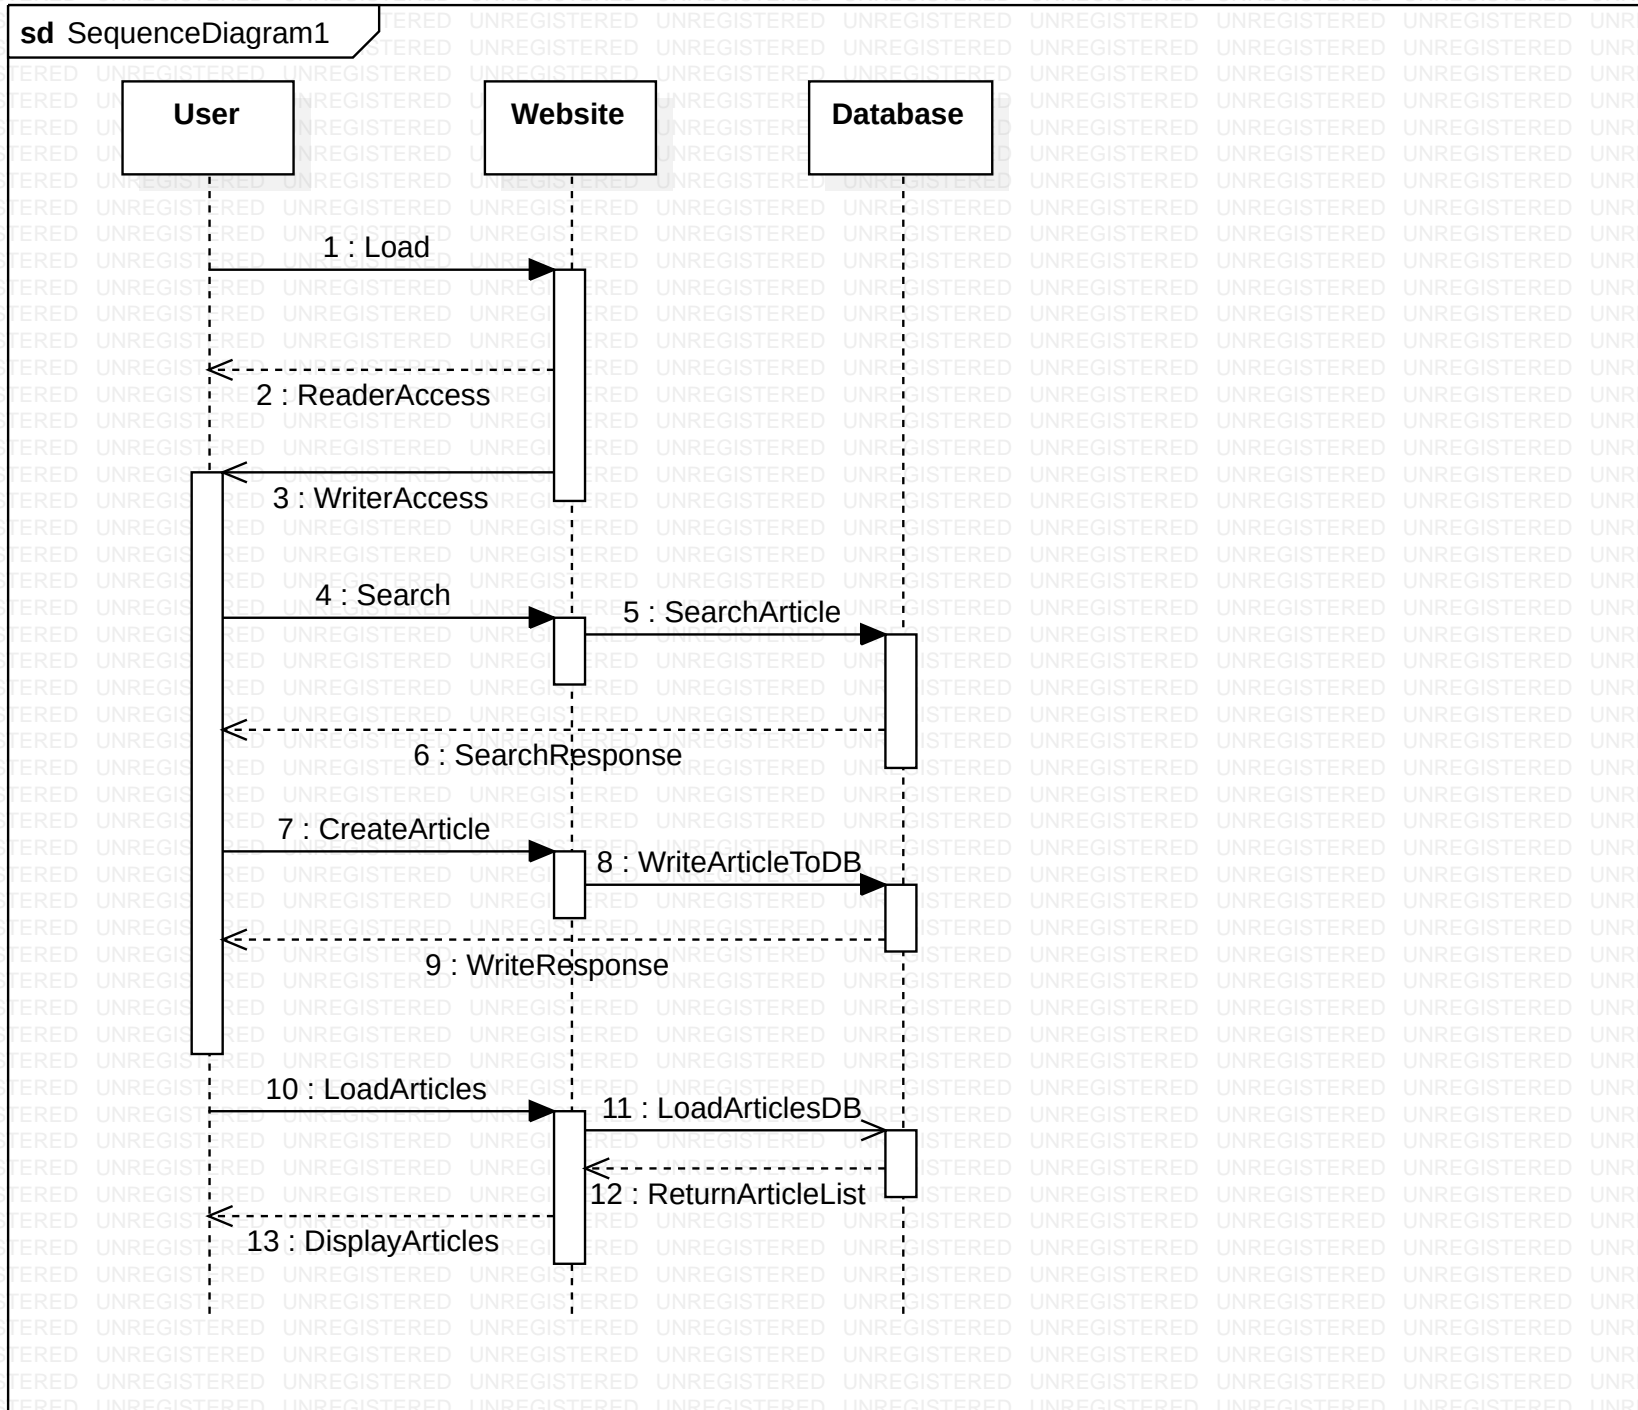 sd SequenceDiagram1
User
Website
Database
1 : Load
2 : ReaderAccess
3 : WriterAccess
4 : Search
5 : SearchArticle
6 : SearchResponse
7 : CreateArticle
8 : WriteArticleToDB
9 : WriteResponse
10 : LoadArticles
11 : LoadArticlesDB
12 : ReturnArticleList
13 : DisplayArticles
UNREGISTERED